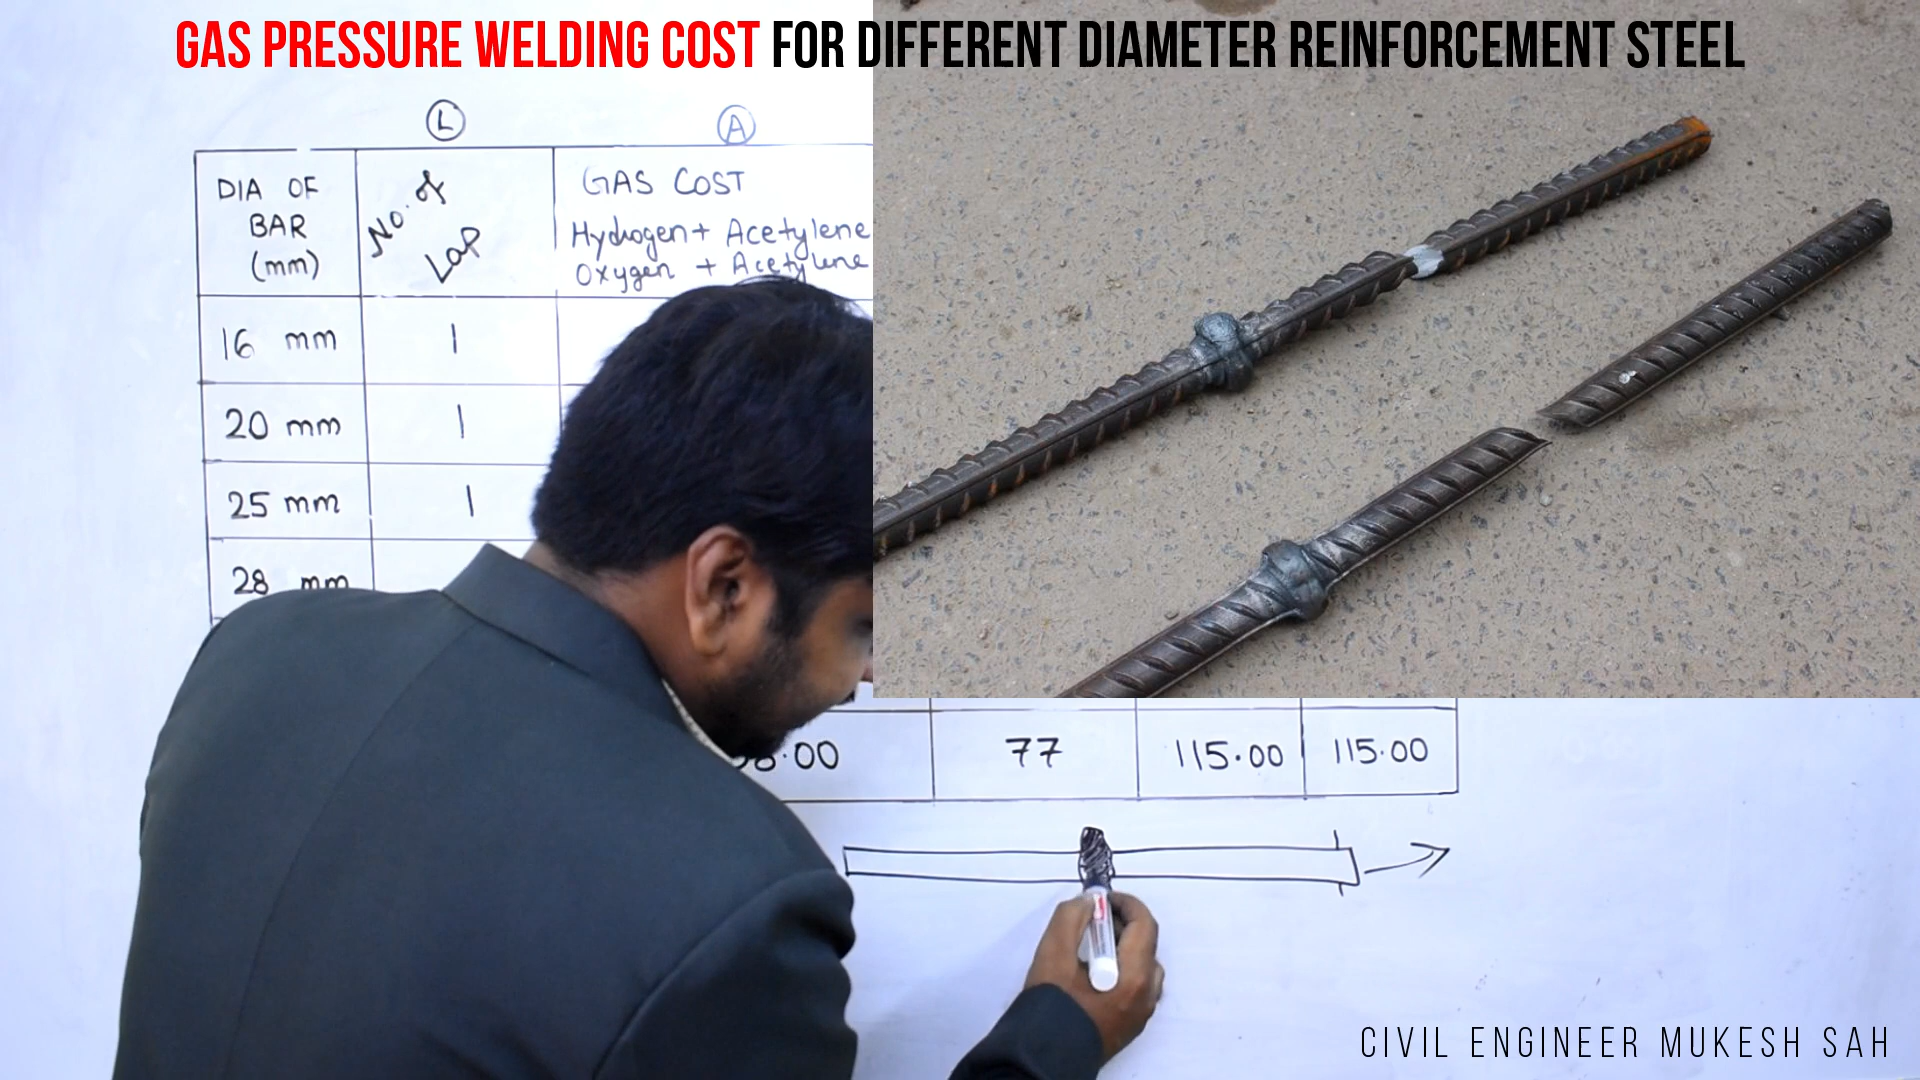 GAS PRESSURE WELDING COST FOR DIFFERENT DIAMETER REINFORCEMENT STEEL
L
A
DIA OF
BAR
(mm)
No. of
Lap
GAS COST
Hydrogen + Acetylene
Oxygen + Acetylene
16 mm
1
20 mm
1
25 mm
1
28 mm
8.00
77
115.00
115.00
CIVIL ENGINEER MUKESH SAH